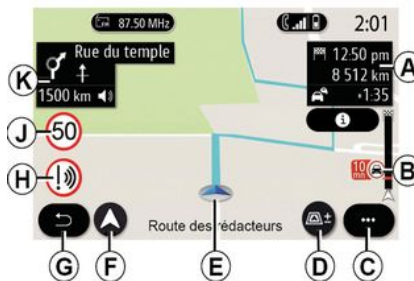 87.50 MHz
2:01
Rue du temple
1500 km
12.50 pm
8 512 km
1:35
K
A
i
J
50
10
mn
B
H
G
F
E
Route des rédacteurs
D
C